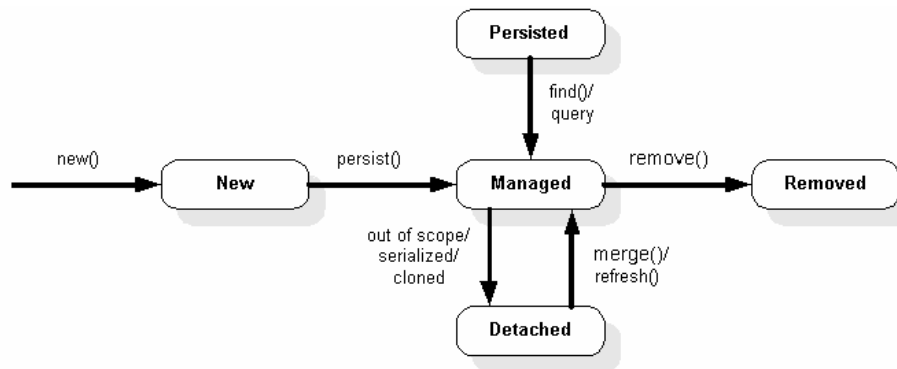 Persisted
find()/
query
new()
New
persist()
Managed
remove()
Removed
out of scope/
serialized/
cloned
merge()/
refresh()
Detached